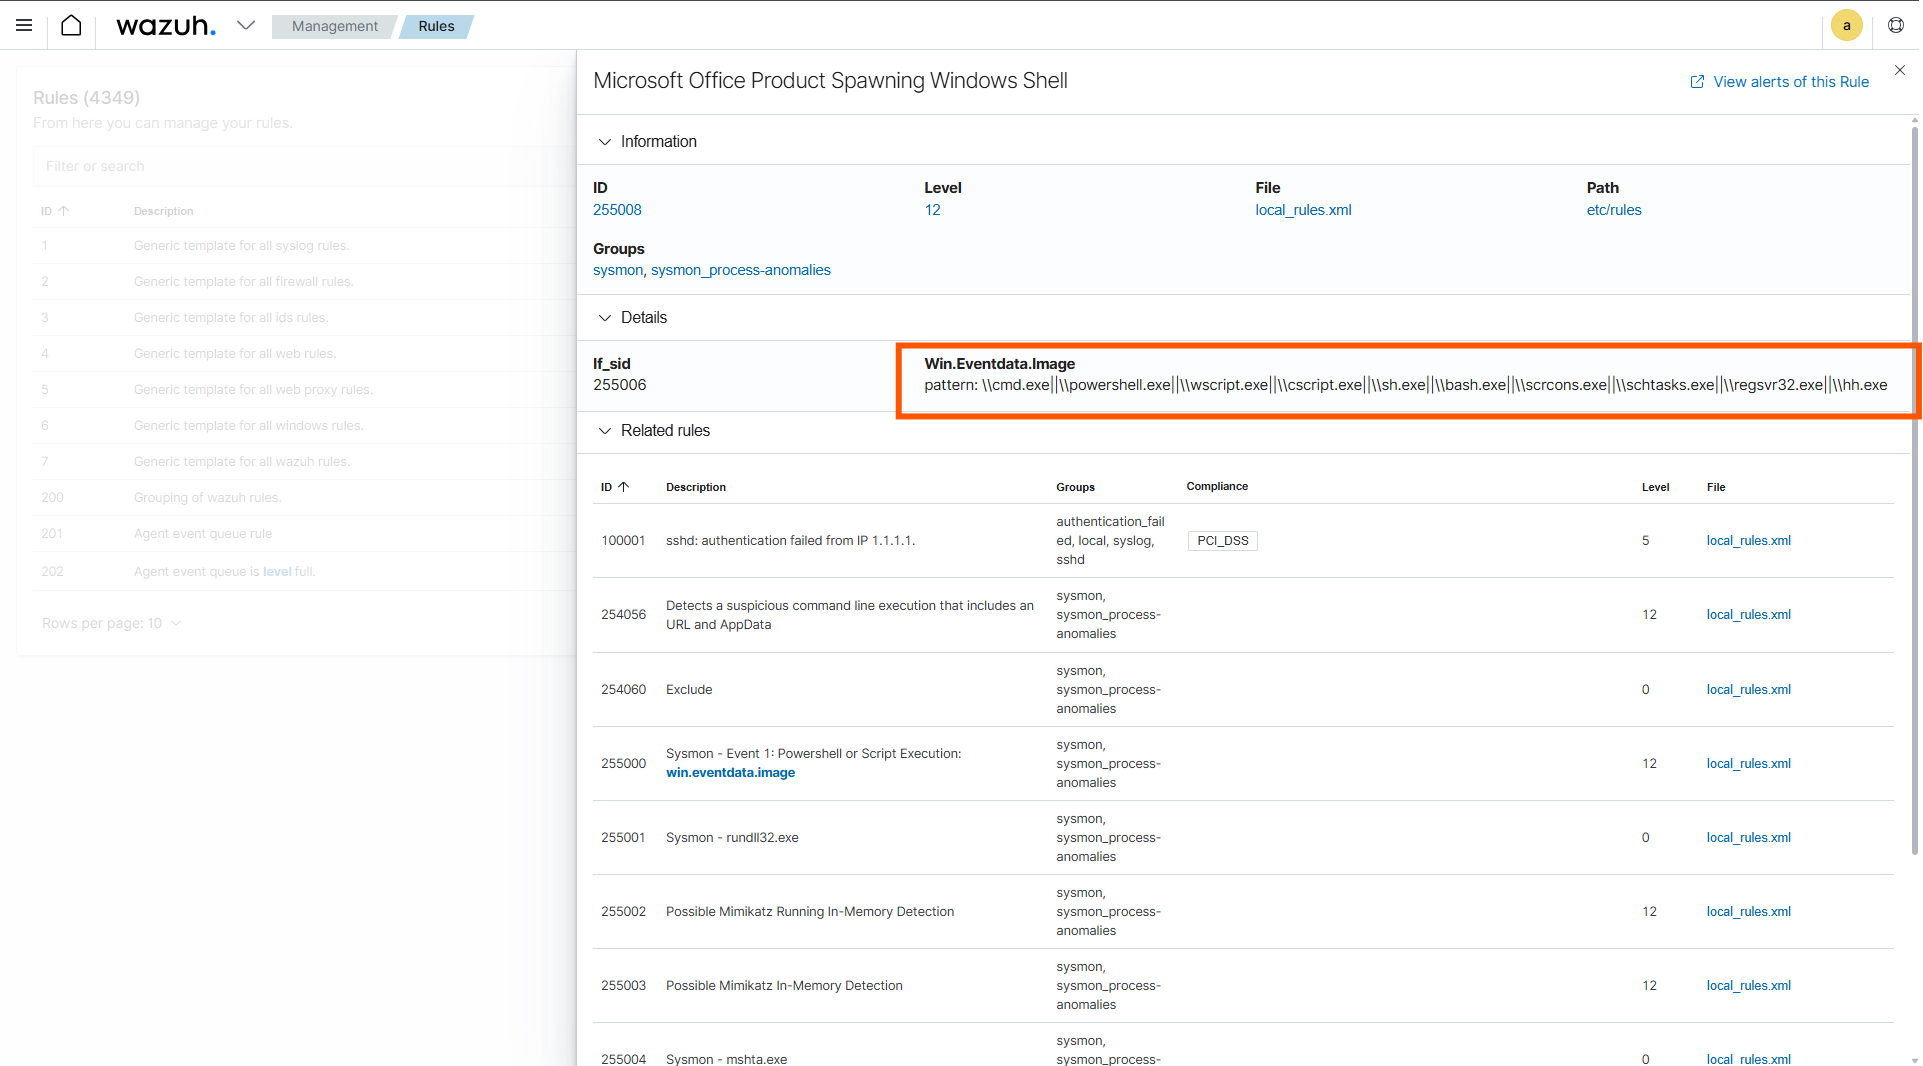 wazuh.
Management
Rules
a
Rules (4349)
From here you can manage your rules.
Filter or search
ID
Description
1
Generic template for all syslog rules.
2
Generic template for all firewall rules.
3
Generic template for all ids rules.
4
Generic template for all web rules.
5
Generic template for all web proxy rules.
6
Generic template for all windows rules.
7
Generic template for all wazuh rules.
200
Grouping of wazuh rules.
201
Agent event queue rule
202
Agent event queue is level full.
Rows per page: 10
Microsoft Office Product Spawning Windows Shell
View alerts of this Rule
Information
ID
Level
File
Path
255008
12
local_rules.xml
etc/rules
Groups
sysmon, sysmon_process-anomalies
Details
If_sid
255006
Win.Eventdata.Image
pattern: \\cmd.exe||\\powershell.exe||\\wscript.exe||\\cscript.exe||\\sh.exe||\\bash.exe||\\scrcons.exe||\\schtasks.exe||\\regsvr32.exe||\\hh.exe
Related rules
ID
Description
Groups
Compliance
Level
File
100001
sshd: authentication failed from IP 1.1.1.1.
authentication_fail
ed, local, syslog,
sshd
PCI_DSS
5
local_rules.xml
254056
Detects a suspicious command line execution that includes an
URL and AppData
sysmon,
sysmon_process-
anomalies
12
local_rules.xml
254060
Exclude
sysmon,
sysmon_process-
anomalies
0
local_rules.xml
255000
Sysmon - Event 1: Powershell or Script Execution:
win.eventdata.image
sysmon,
sysmon_process-
anomalies
12
local_rules.xml
255001
Sysmon - rundll32.exe
sysmon,
sysmon_process-
anomalies
0
local_rules.xml
255002
Possible Mimikatz Running In-Memory Detection
sysmon,
sysmon_process-
anomalies
12
local_rules.xml
255003
Possible Mimikatz In-Memory Detection
sysmon,
sysmon_process-
anomalies
12
local_rules.xml
255004
Sysmon - mshta.exe
sysmon,
sysmon_process-
0
local_rules.xml